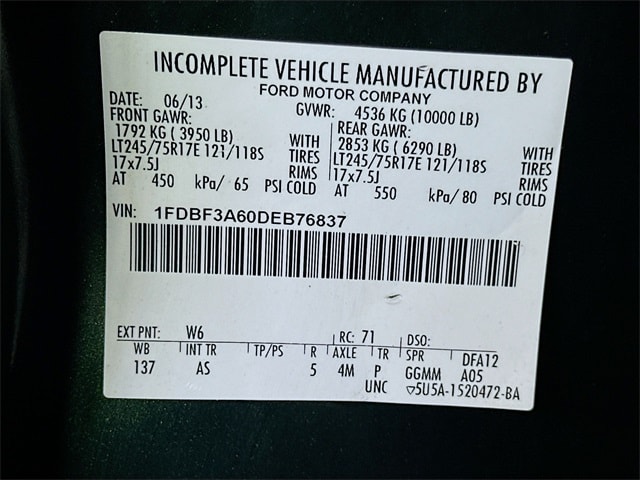 INCOMPLETE VEHICLE MANUFACTURED BY
FORD MOTOR COMPANY
DATE: 06/13 GVWR: 4536 KG (10000 LB)
FRONT GAWR: REAR GAWR:
1792 KG ( 3950 LB) WITH 2853 KG ( 6290 LB) WITH
LT245/75R17E 121/118S TIRES LT245/75R17E 121/118S TIRES
17x7.5J RIMS 17x7.5J RIMS
AT 450 kPa/ 65 PSI COLD AT 550 kPa/ 80 PSI COLD
VIN: 1FDBF3A60DEB76837
EXT PNT: W6 RC: 71 DSO:
WB INT TR TP/PS R AXLE TR SPR DFA12
137 AS 5 4M P GGMM A05
UNC ▽5U5A-1520472-BA